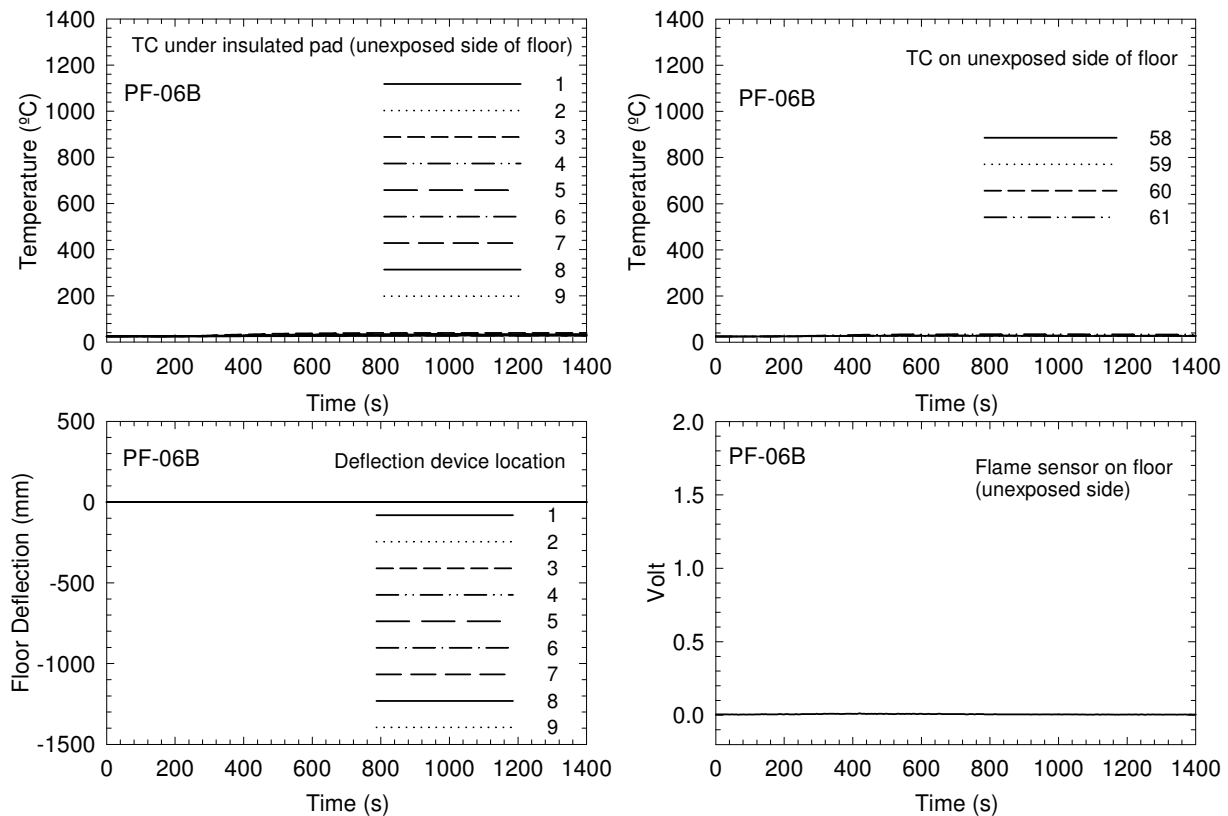 TC under insulated pad (unexposed side of floor)
PF-06B
1
2
3
4
5
6
7
8
9
Temperature (ºC)
1400
1200
1000
800
600
400
200
0
0 200 400 600 800 1000 1200 1400
Time (s)
TC on unexposed side of floor
PF-06B
58
59
60
61
Temperature (ºC)
1400
1200
1000
800
600
400
200
0
0 200 400 600 800 1000 1200 1400
Time (s)
PF-06B
Deflection device location
1
2
3
4
5
6
7
8
9
Floor Deflection (mm)
500
0
-500
-1000
-1500
0 200 400 600 800 1000 1200 1400
Time (s)
PF-06B
Flame sensor on floor
(unexposed side)
Volt
2.0
1.5
1.0
0.5
0.0
0 200 400 600 800 1000 1200 1400
Time (s)